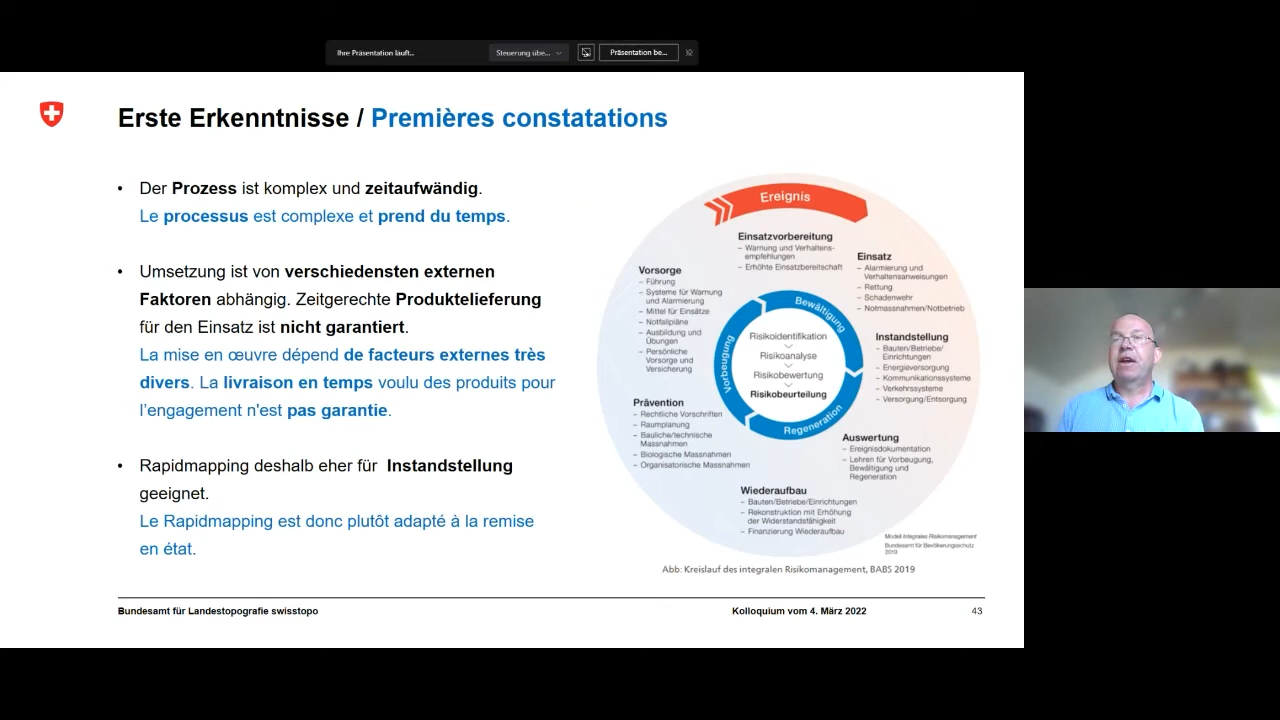 Ihre Präsentation läuft...
Steuerung übe...
Präsentation be...
Erste Erkenntnisse / Premières constatations
• Der Prozess ist komplex und zeitaufwändig.
Le processus est complexe et prend du temps.
• Umsetzung ist von verschiedensten externen
Faktoren abhängig. Zeitgerechte Produktelieferung
für den Einsatz ist nicht garantiert.
La mise en œuvre dépend de facteurs externes très
divers. La livraison en temps voulu des produits pour
l'engagement n'est pas garantie.
• Rapidmapping deshalb eher für Instandstellung
geeignet.
Le Rapidmapping est donc plutôt adapté à la remise
en état.
Ereignis
Einsatzvorbereitung
– Warnung und Verhaltens-
empfehlungen
– Erhöhte Einsatzbereitschaft
Einsatz
– Alarmierung und
Verhaltensanweisungen
– Rettung
– Schadenwehr
– Notmassnahmen/Notbetrieb
Instandstellung
– Bauten/Betriebe/
Einrichtungen
– Energieversorgung
– Kommunikationssysteme
– Verkehrssysteme
– Versorgung/Entsorgung
Auswertung
– Ereignisdokumentation
– Lehren für Vorbeugung,
Bewältigung und
Regeneration
Wiederaufbau
– Bauten/Betriebe/Einrichtungen
– Rekonstruktion mit Erhöhung
der Widerstandsfähigkeit
– Finanzierung Wiederaufbau
Prävention
– Rechtliche Vorschriften
– Raumplanung
– Bauliche/technische
Massnahmen
– Biologische Massnahmen
– Organisatorische Massnahmen
Vorsorge
– Führung
– Systeme für Warnung
und Alarmierung
– Mittel für Einsätze
– Notfallpläne
– Ausbildung und
Übungen
– Persönliche
Vorsorge und
Versicherung
Bewältigung
Regeneration
Vorbeugung
Risikoidentifikation
Risikoanalyse
Risikobewertung
Risikobeurteilung
Modell Integrales Risikomanagement
Bundesamt für Bevölkerungsschutz
2019
Abb: Kreislauf des integralen Risikomanagement, BABS 2019
Bundesamt für Landestopografie swisstopo
Kolloquium vom 4. März 2022
43